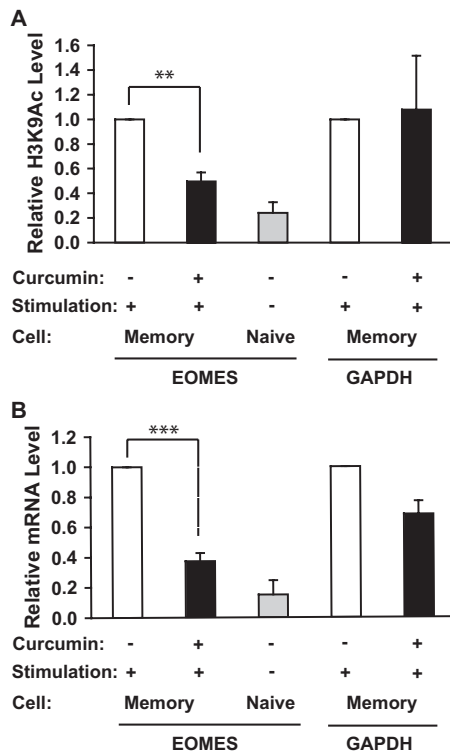 A
Relative H3K9Ac Level
1.6
1.4
1.2
1.0
0.8
0.6
0.4
0.2
0.0
**
Curcumin: - + - - +
Stimulation: + + - + +
Cell: Memory Naive Memory
EOMES GAPDH
B
Relative mRNA Level
1.2
1.0
0.8
0.6
0.4
0.2
0.0
***
Curcumin: - + - - +
Stimulation: + + - + +
Cell: Memory Naive Memory
EOMES GAPDH